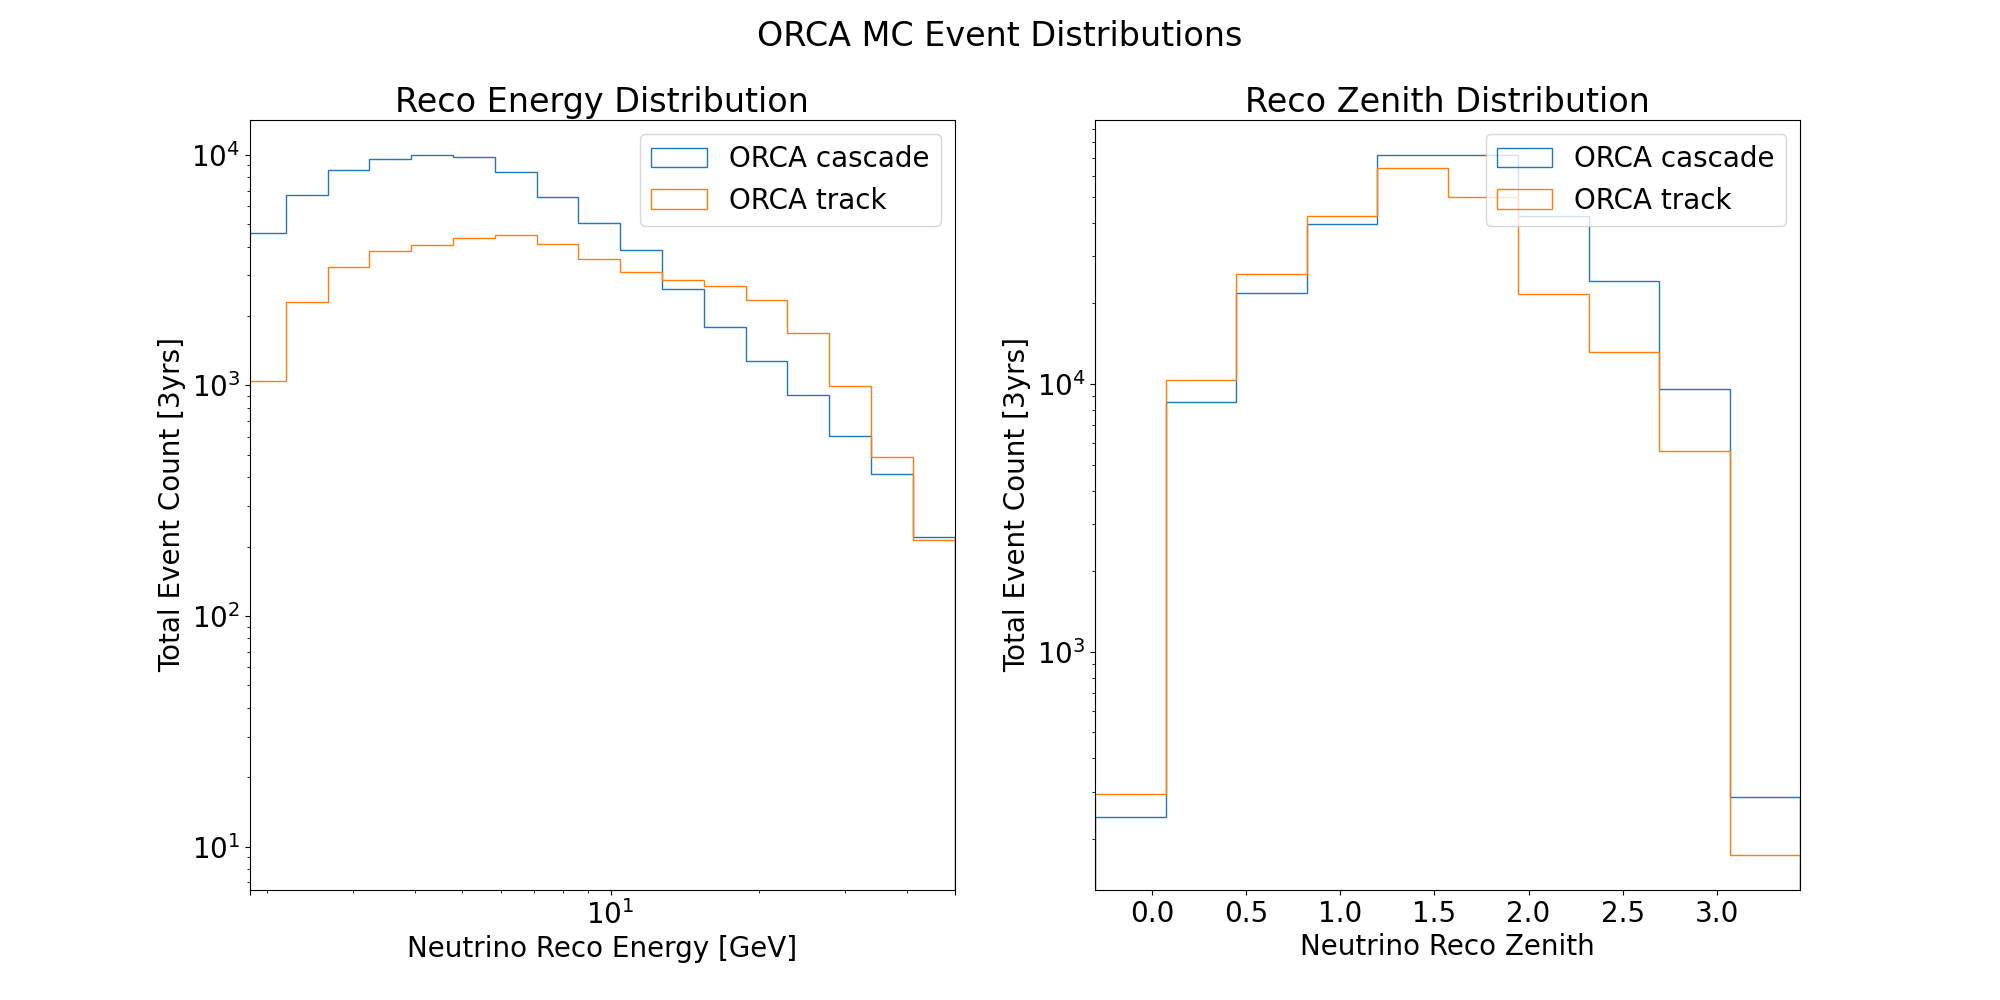 ORCA MC Event Distributions
Reco Energy Distribution
ORCA cascade
ORCA track
10⁴
10³
10²
10¹
Total Event Count [3yrs]
10¹
Neutrino Reco Energy [GeV]
Reco Zenith Distribution
ORCA cascade
ORCA track
10⁴
10³
Total Event Count [3yrs]
0.0 0.5 1.0 1.5 2.0 2.5 3.0
Neutrino Reco Zenith